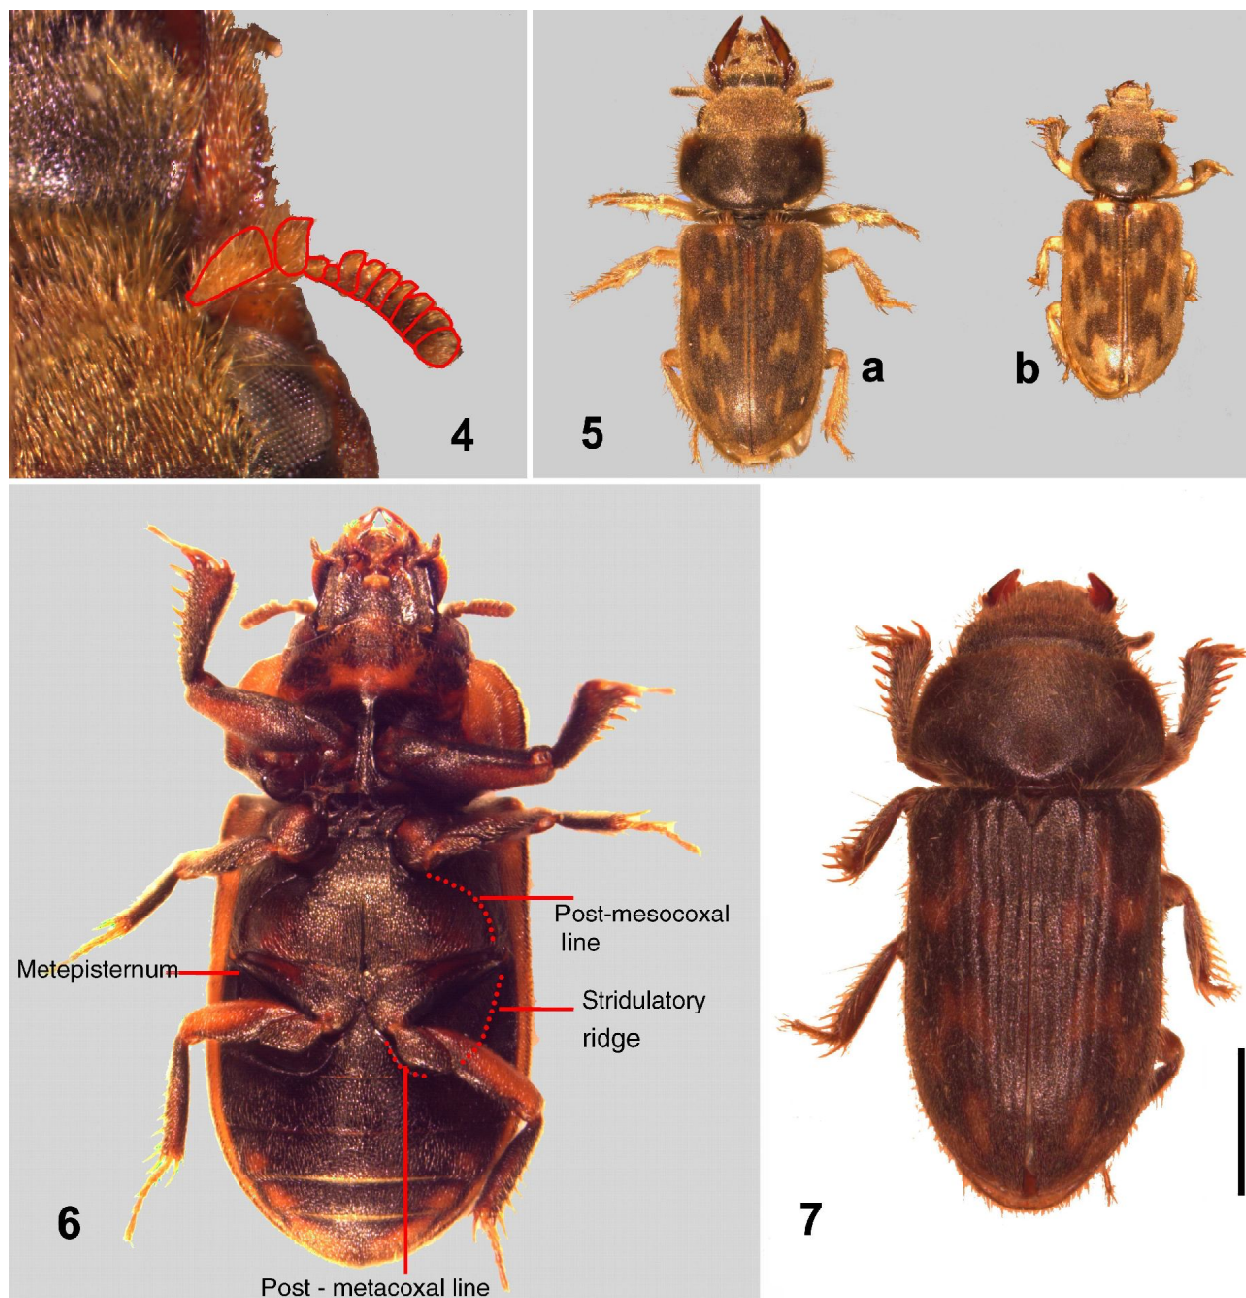 4
5
a
b
6
Post-mesocoxal
line
Metepisternum
Stridulatory
ridge
Post - metacoxal line
7